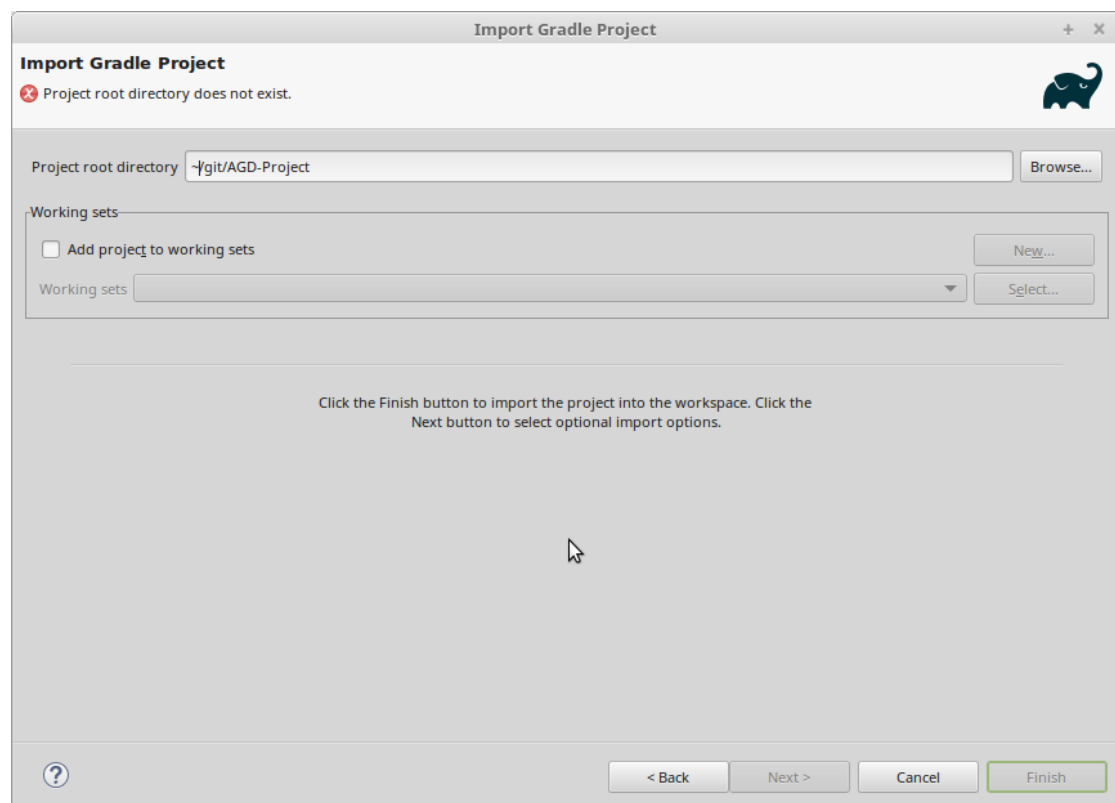 Import Gradle Project
Import Gradle Project
Project root directory does not exist.
Project root directory ~/git/AGD-Project Browse...
Working sets
Add project to working sets New...
Working sets Select...
Click the Finish button to import the project into the workspace. Click the
Next button to select optional import options.
? < Back Next > Cancel Finish